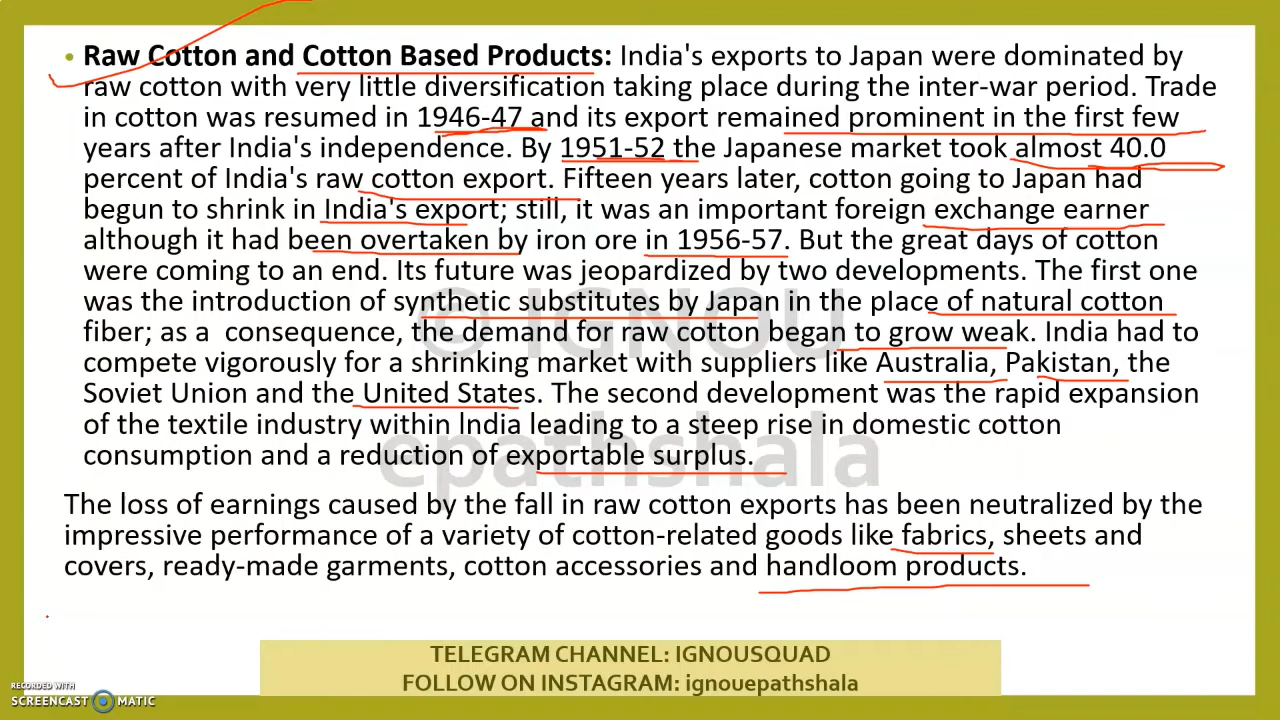 • Raw Cotton and Cotton Based Products: India's exports to Japan were dominated by
raw cotton with very little diversification taking place during the inter-war period. Trade
in cotton was resumed in 1946-47 and its export remained prominent in the first few
years after India's independence. By 1951-52 the Japanese market took almost 40.0
percent of India's raw cotton export. Fifteen years later, cotton going to Japan had
begun to shrink in India's export; still, it was an important foreign exchange earner
although it had been overtaken by iron ore in 1956-57. But the great days of cotton
were coming to an end. Its future was jeopardized by two developments. The first one
was the introduction of synthetic substitutes by Japan in the place of natural cotton
fiber; as a consequence, the demand for raw cotton began to grow weak. India had to
compete vigorously for a shrinking market with suppliers like Australia, Pakistan, the
Soviet Union and the United States. The second development was the rapid expansion
of the textile industry within lndia leading to a steep rise in domestic cotton
consumption and a reduction of exportable surplus.
The loss of earnings caused by the fall in raw cotton exports has been neutralized by the
impressive performance of a variety of cotton-related goods like fabrics, sheets and
covers, ready-made garments, cotton accessories and handloom products.
© IGNOU
epathshala
TELEGRAM CHANNEL: IGNOUSQUAD
FOLLOW ON INSTAGRAM: ignouepathshala
RECORDED WITH
SCREENCAST MATIC